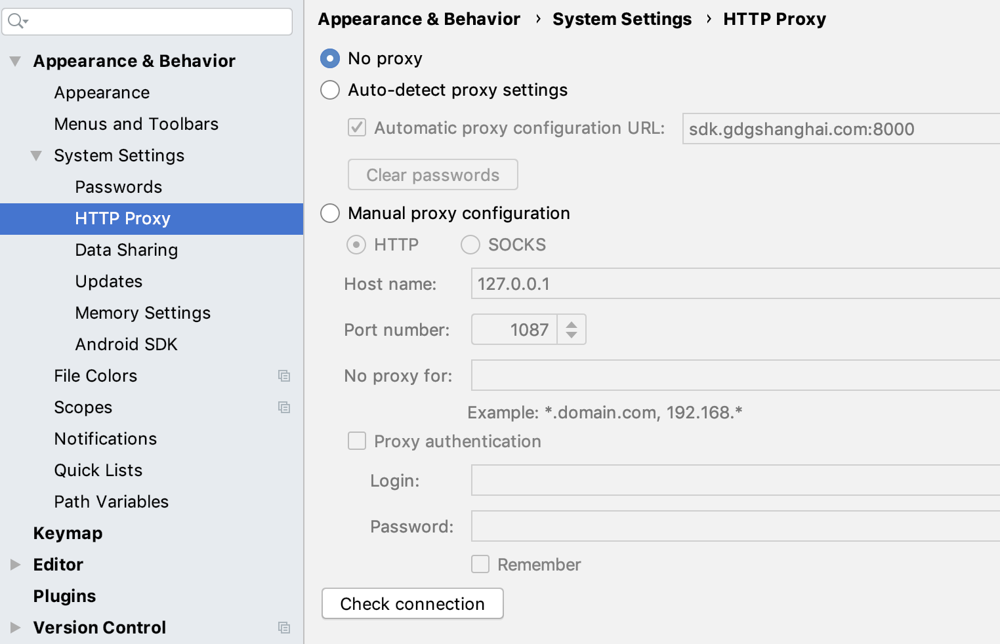 Appearance & Behavior
Appearance
Menus and Toolbars
System Settings
Passwords
HTTP Proxy
Data Sharing
Updates
Memory Settings
Android SDK
File Colors
Scopes
Notifications
Quick Lists
Path Variables
Keymap
Editor
Plugins
Version Control
Appearance & Behavior › System Settings › HTTP Proxy
No proxy
Auto-detect proxy settings
Automatic proxy configuration URL: sdk.gdgshanghai.com:8000
Clear passwords
Manual proxy configuration
HTTP SOCKS
Host name: 127.0.0.1
Port number: 1087
No proxy for:
Example: *.domain.com, 192.168.*
Proxy authentication
Login:
Password:
Remember
Check connection